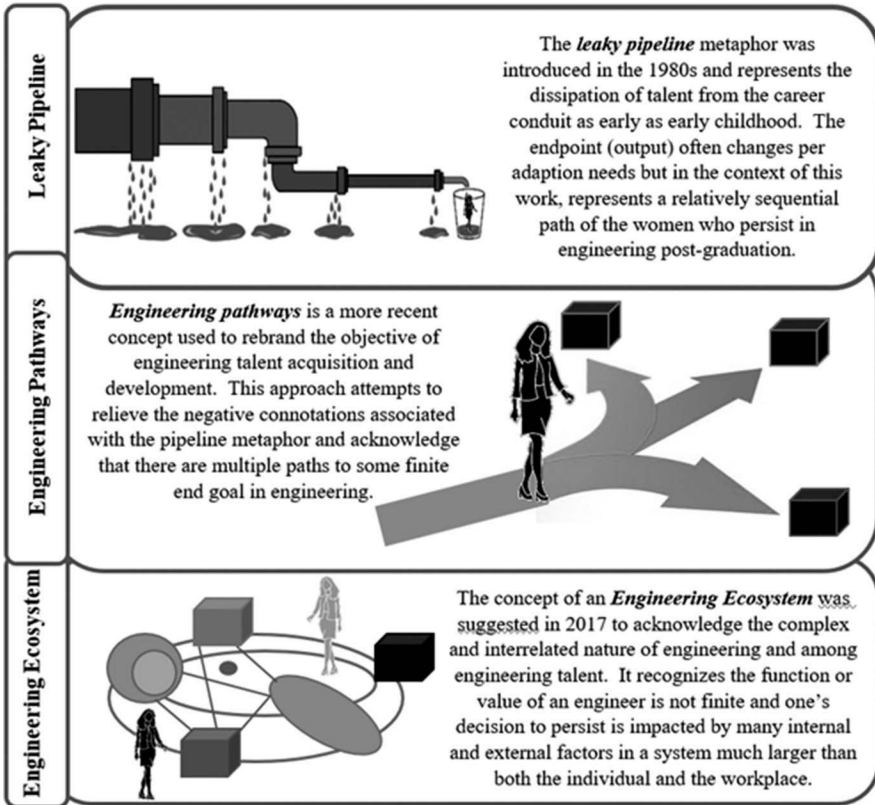 Leaky Pipeline
The leaky pipeline metaphor was
introduced in the 1980s and represents the
dissipation of talent from the career
conduit as early as early childhood.  The
endpoint (output) often changes per
adaption needs but in the context of this
work, represents a relatively sequential
path of the women who persist in
engineering post-graduation.
Engineering Pathways
Engineering pathways is a more recent
concept used to rebrand the objective of
engineering talent acquisition and
development.  This approach attempts to
relieve the negative connotations associated
with the pipeline metaphor and acknowledge
that there are multiple paths to some finite
end goal in engineering.
Engineering Ecosystem
The concept of an Engineering Ecosystem was
suggested in 2017 to acknowledge the complex
and interrelated nature of engineering and among
engineering talent.  It recognizes the function or
value of an engineer is not finite and one’s
decision to persist is impacted by many internal
and external factors in a system much larger than
both the individual and the workplace.